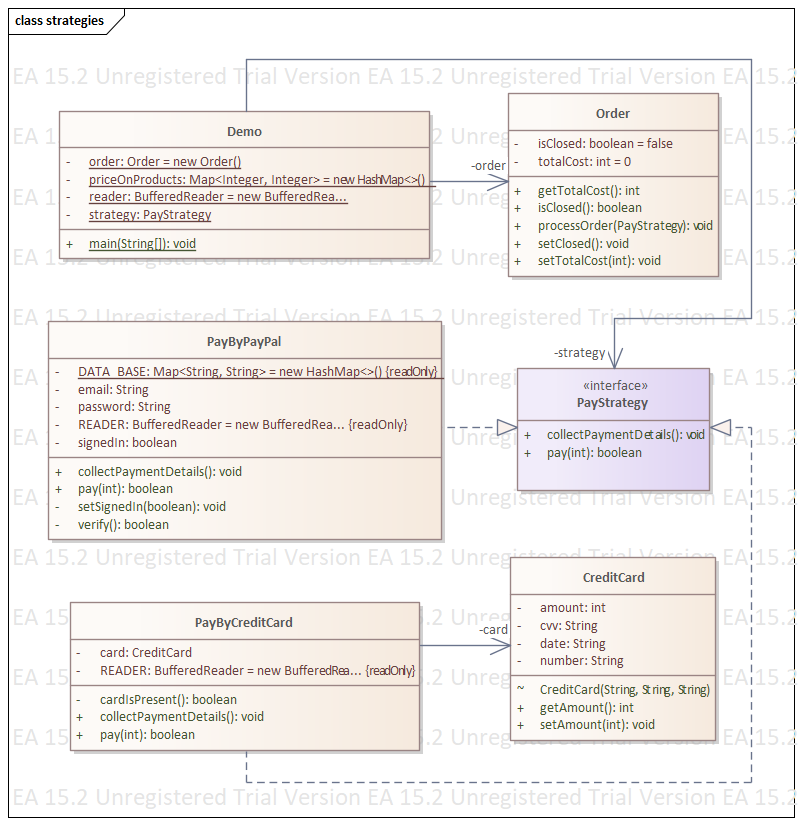 class strategies
EA 15.2 Unregistered Trial Version EA 15.2 Unregistered Trial Version EA 15.2
Demo
- order: Order = new Order()
- priceOnProducts: Map<Integer, Integer> = new HashMap<>()
- reader: BufferedReader = new BufferedRea...
- strategy: PayStrategy
+ main(String[]): void
-order
Order
- isClosed: boolean = false
- totalCost: int = 0
+ getTotalCost(): int
+ isClosed(): boolean
+ processOrder(PayStrategy): void
+ setClosed(): void
+ setTotalCost(int): void
PayByPayPal
- DATA_BASE: Map<String, String> = new HashMap<>() {readOnly}
- email: String
- password: String
- READER: BufferedReader = new BufferedRea... {readOnly}
- signedIn: boolean
+ collectPaymentDetails(): void
+ pay(int): boolean
- setSignedIn(boolean): void
- verify(): boolean
-strategy
«interface»
PayStrategy
+ collectPaymentDetails(): void
+ pay(int): boolean
PayByCreditCard
- card: CreditCard
- READER: BufferedReader = new BufferedRea... {readOnly}
- cardIsPresent(): boolean
+ collectPaymentDetails(): void
+ pay(int): boolean
-card
CreditCard
- amount: int
- cvv: String
- date: String
- number: String
~ CreditCard(String, String, String)
+ getAmount(): int
+ setAmount(int): void
EA 15.2 Unregistered Trial Version EA 15.2 Unregistered Trial Version EA 15.2